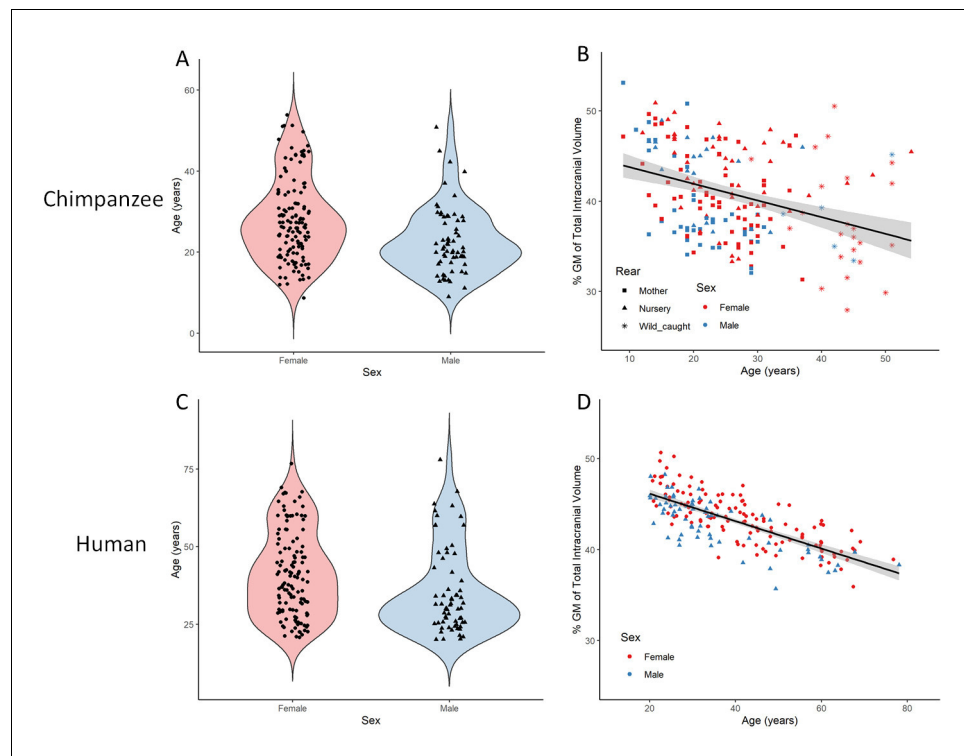 A
B
Chimpanzee
Age (years)
60
40
20
0
Female
Male
Sex
% GM of Total Intracranial Volume
50
40
30
Rear
Mother
Nursery
Wild_caught
Sex
Female
Male
10
20
30
40
50
Age (years)
C
D
Human
Age (years)
75
50
25
Female
Male
Sex
% GM of Total Intracranial Volume
50
40
30
Sex
Female
Male
20
40
60
80
Age (years)